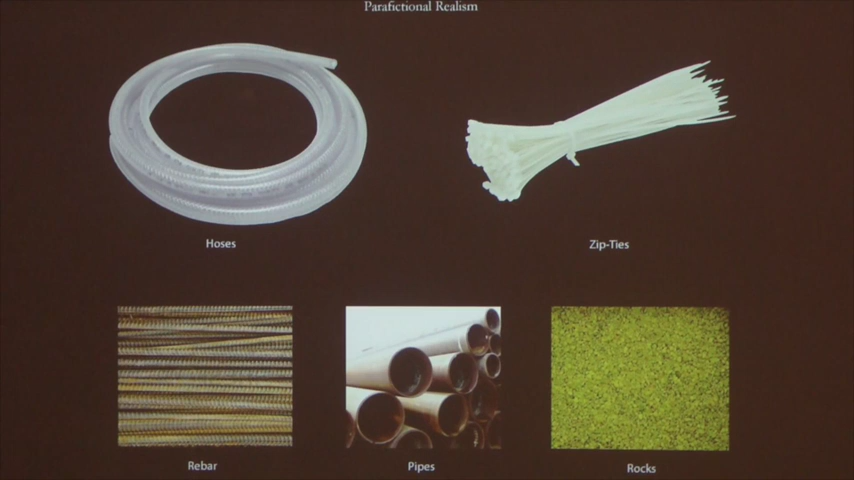 Parafictional Realism
Hoses
Zip-Ties
Rebar
Pipes
Rocks